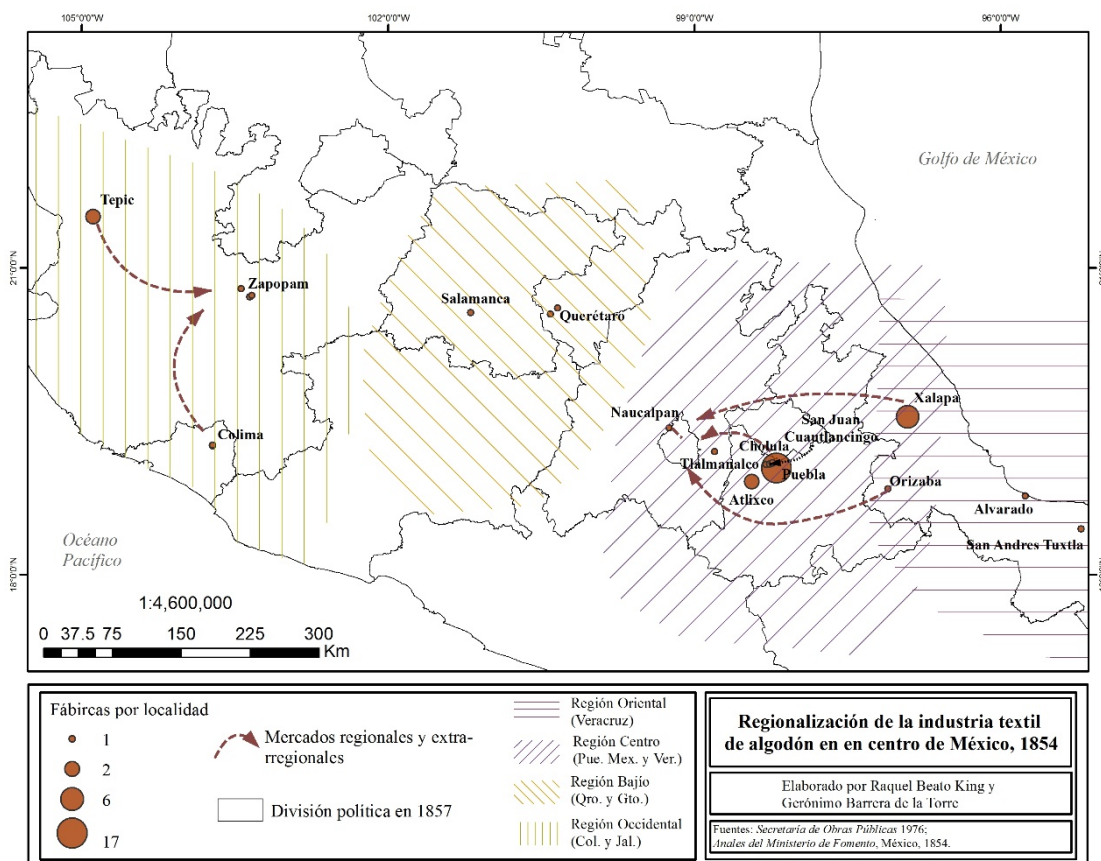 105°0'0"W
102°0'0"W
99°0'0"W
96°0'0"W
Golfo de México
Tepic
21°0'0"N
Zapopam
Salamanca
Querétaro
Xalapa
Naucalpan
San Juan
Cuautlancingo
Cholula
Tlalmanalco
Puebla
Colima
Atlixco
Orizaba
Alvarado
Océano
Pacífico
San Andres Tuxtla
18°0'0"N
1:4,600,000
0 37.5 75 150 225 300
Km
Fábircas por localidad
1
2
6
17
Mercados regionales y extra-
rregionales
División política en 1857
Región Oriental
(Veracruz)
Región Centro
(Pue. Mex. y Ver.)
Región Bajío
(Qro. y Gto.)
Región Occidental
(Col. y Jal.)
Regionalización de la industria textil
de algodón en en centro de México, 1854
Elaborado por Raquel Beato King y
Gerónimo Barrera de la Torre
Fuentes: Secretaría de Obras Públicas 1976;
Anales del Ministerio de Fomento, México, 1854.